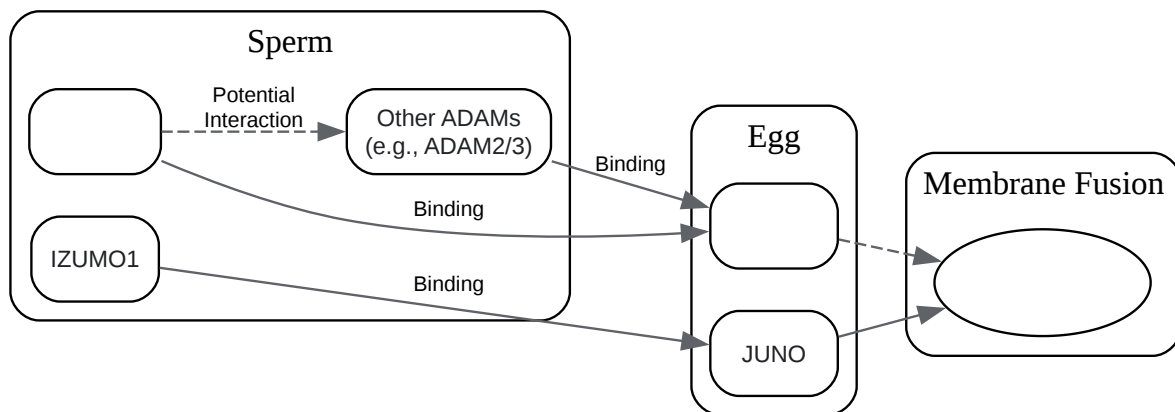 Sperm
Potential
Interaction
Other ADAMs
(e.g., ADAM2/3)
Binding
Binding
IZUMO1
Binding
Egg
JUNO
Membrane Fusion